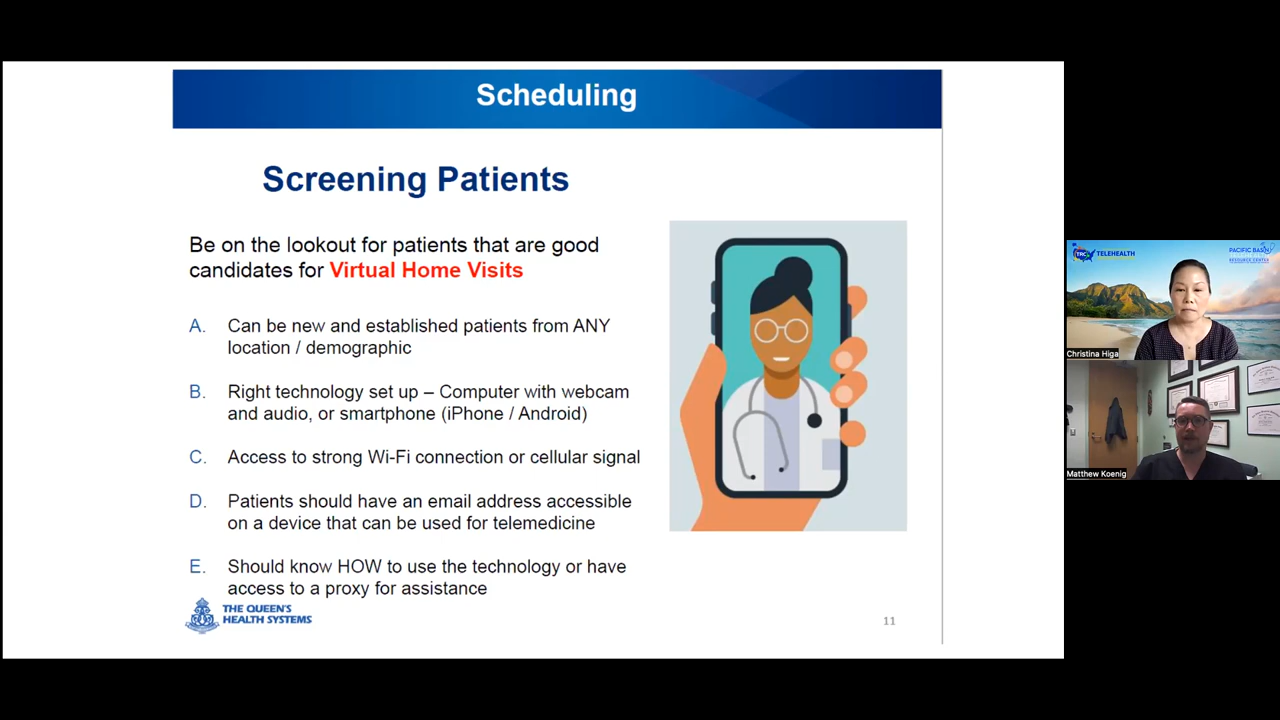 Scheduling
Screening Patients
Be on the lookout for patients that are good
candidates for Virtual Home Visits
A. Can be new and established patients from ANY
location / demographic
B. Right technology set up – Computer with webcam
and audio, or smartphone (iPhone / Android)
C. Access to strong Wi-Fi connection or cellular signal
D. Patients should have an email address accessible
on a device that can be used for telemedicine
E. Should know HOW to use the technology or have
access to a proxy for assistance
THE QUEEN'S
HEALTH SYSTEMS
11
TELEHEALTH
PACIFIC BASIN
RESOURCE CENTER
Christina Higa
Matthew Koenig